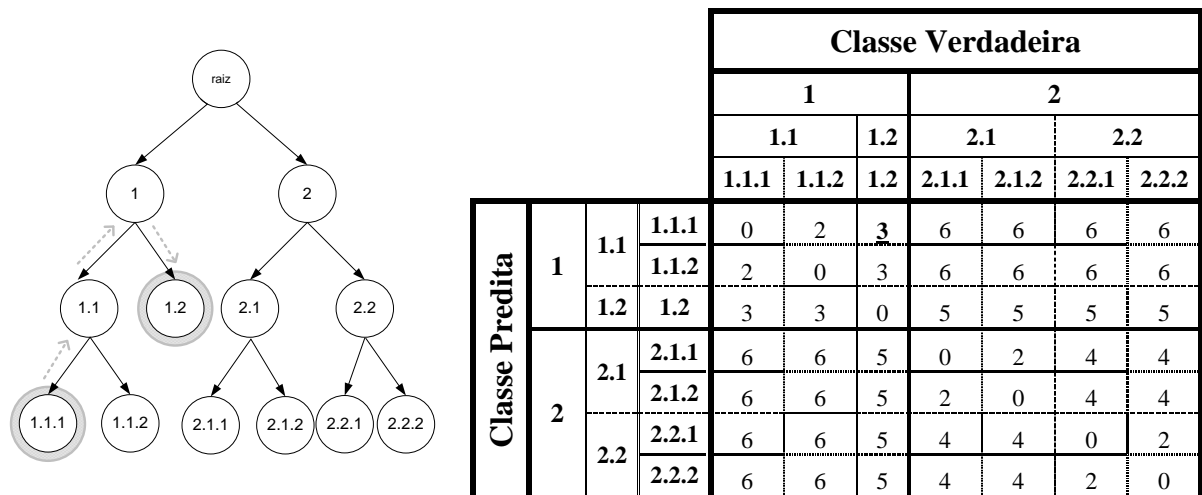 raiz
1 2
1.1 1.2 2.1 2.2
1.1.1 1.1.2 2.1.1 2.1.2 2.2.1 2.2.2
Classe Verdadeira
1 2
1.1 1.2 2.1 2.2
1.1.1 1.1.2 1.2 2.1.1 2.1.2 2.2.1 2.2.2
Classe Predita
1 1.1 1.1.1 0 2 3 6 6 6 6
1.1.2 2 0 3 6 6 6 6
1.2 1.2 3 3 0 5 5 5 5
2 2.1 2.1.1 6 6 5 0 2 4 4
2.1.2 6 6 5 2 0 4 4
2.2 2.2.1 6 6 5 4 4 0 2
2.2.2 6 6 5 4 4 2 0